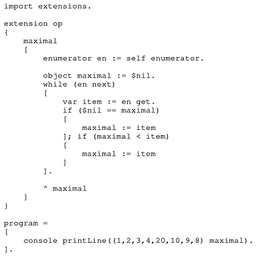 import extensions.
extension op
{
maximal
[
enumerator en := self enumerator.
object maximal := $nil.
while (en next)
[
var item := en get.
if ($nil == maximal)
[
maximal := item
]; if (maximal < item)
[
maximal := item
]
].
^ maximal
]
}
program =
[
console printLine((1,2,3,4,20,10,9,8) maximal).
].